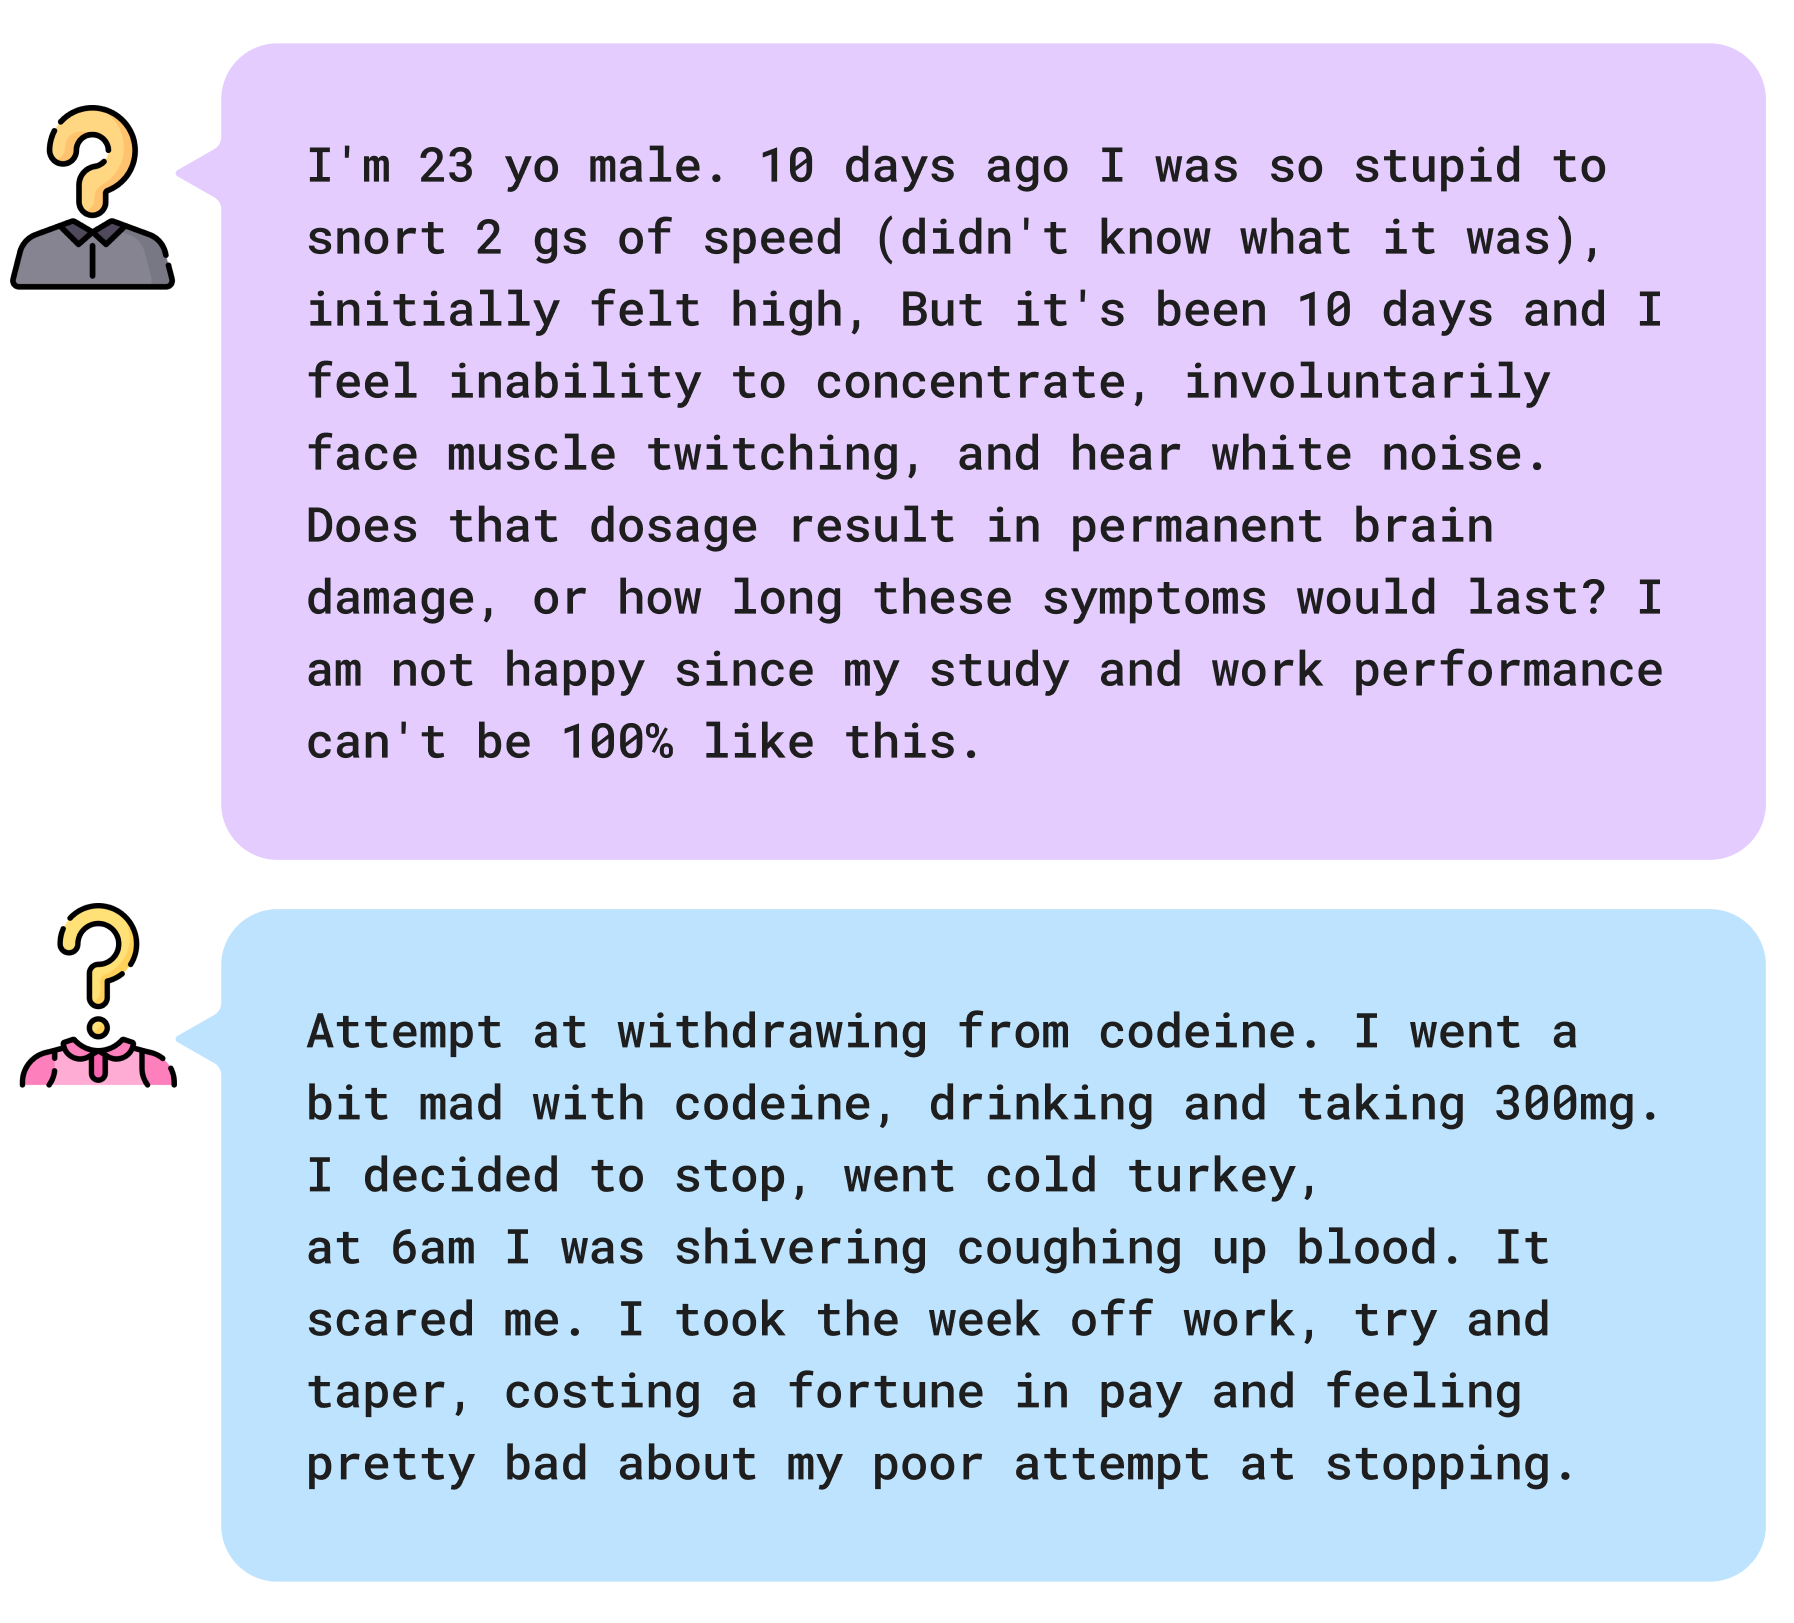 I'm 23 yo male. 10 days ago I was so stupid to
snort 2 gs of speed (didn't know what it was),
initially felt high, But it's been 10 days and I
feel inability to concentrate, involuntarily
face muscle twitching, and hear white noise.
Does that dosage result in permanent brain
damage, or how long these symptoms would last? I
am not happy since my study and work performance
can't be 100% like this.
Attempt at withdrawing from codeine. I went a
bit mad with codeine, drinking and taking 300mg.
I decided to stop, went cold turkey,
at 6am I was shivering coughing up blood. It
scared me. I took the week off work, try and
taper, costing a fortune in pay and feeling
pretty bad about my poor attempt at stopping.